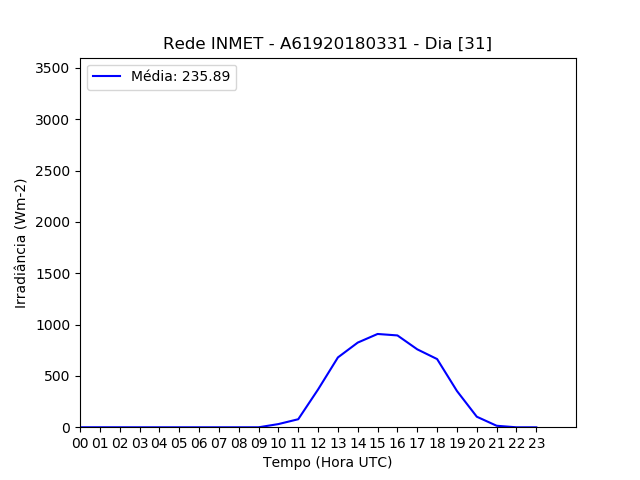 Rede INMET - A61920180331 - Dia [31]
Média: 235.89
3500
3000
2500
2000
1500
1000
500
0
Irradiância (Wm-2)
00 01 02 03 04 05 06 07 08 09 10 11 12 13 14 15 16 17 18 19 20 21 22 23
Tempo (Hora UTC)